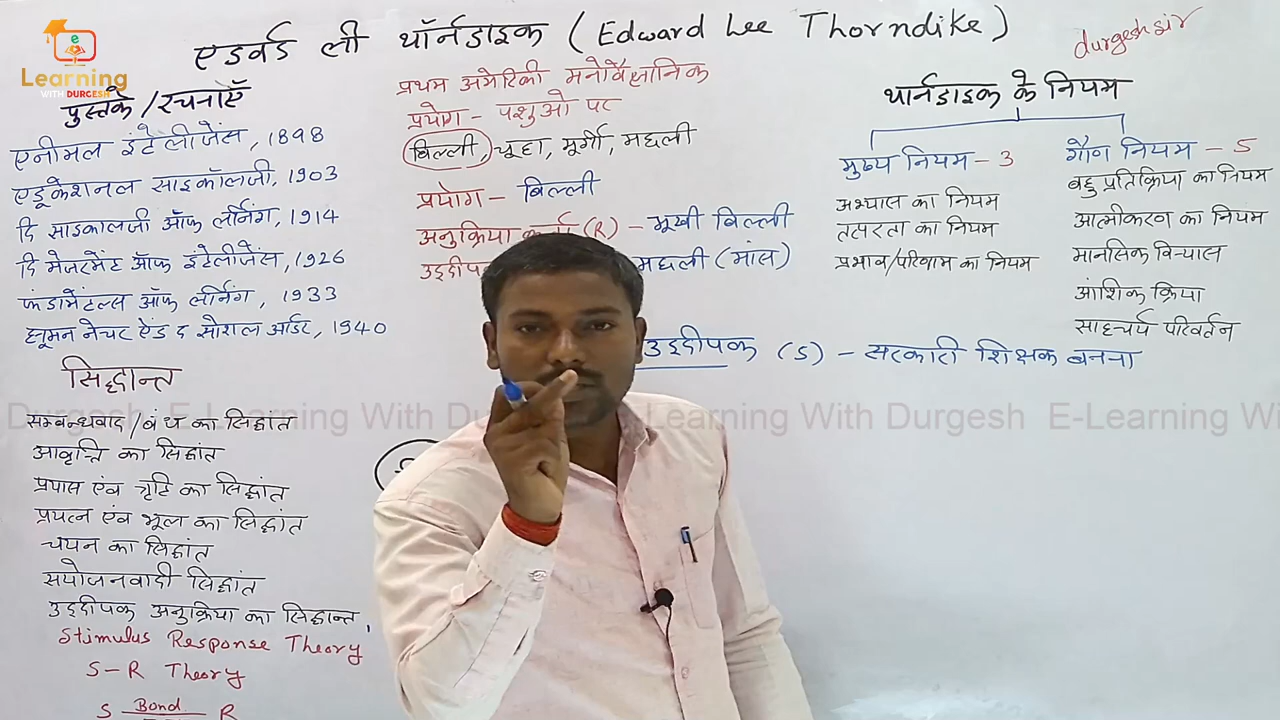 एडवर्ड ली थॉर्नडाइक (Edward Lee Thorndike)
durgesh sir
e
Learning
WITH DURGESH
पुस्तकें/रचनाएँ
एनीमल इंटेलीजेंस, 1898
एडूकेशनल साइकॉलजी, 1903
दि साइकालजी ऑफ लर्निंग, 1914
दि मेजरमेंट ऑफ इंटेलीजेंस, 1926
फंडामेंटल्स ऑफ लर्निंग, 1933
ह्यूमन नेचर ऐंड द सोशल आर्डर, 1940
सिद्धान्त
सम्बन्धवाद/बंध का सिद्धांत
आवृत्ति का सिद्धांत
प्रयास एंव त्रृटि का सिद्धांत
प्रयत्न एंव भूल का सिद्धांत
चयन का सिद्धांत
संयोजनवादी सिद्धांत
उद्दीपक अनुक्रिया का सिद्धान्त,
Stimulus Response Theory
S-R Theory
S Bond R
प्रथम अमेरिकी मनोवैज्ञानिक
प्रयोग - पशुओ पर
बिल्ली, चूहा, मूर्गी, मछली
प्रयोग - बिल्ली
अनुक्रिया (R) - भूखी बिल्ली
मछली (मांस)
उद्दीपक (S) - सरकारी शिक्षक बनना
थार्नडाइक के नियम
मुख्य नियम - 3
अभ्यास का नियम
तत्परता का नियम
प्रभाव/परिणाम का नियम
गौण नियम - 5
बहु प्रतिक्रिया का नियम
आत्मीकरण का नियम
मानसिक विन्यास
आंशिक क्रिया
साहचर्य परिवर्तन
Durgesh E-Learning With Durgesh E-Learning With Durgesh E-Learning Wi